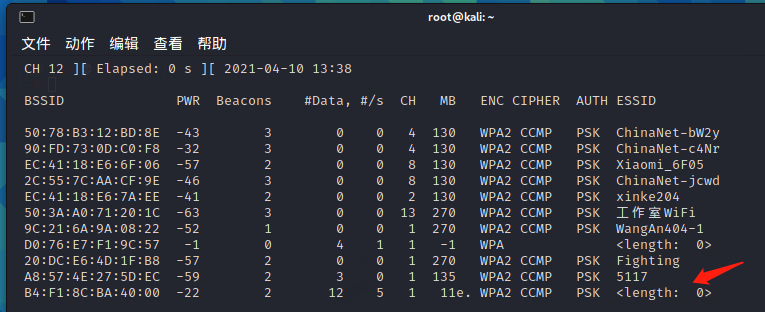 root@kali: ~
文件 动作 编辑 查看 帮助
CH 12 ][ Elapsed: 0 s ][ 2021-04-10 13:38
BSSID PWR Beacons #Data, #/s CH MB ENC CIPHER AUTH ESSID
50:78:B3:12:BD:8E -43 3 0 0 4 130 WPA2 CCMP PSK ChinaNet-bW2y
90:FD:73:0D:C0:F8 -32 3 0 0 4 130 WPA2 CCMP PSK ChinaNet-c4Nr
EC:41:18:E6:6F:06 -57 2 0 0 8 130 WPA2 CCMP PSK Xiaomi_6F05
2C:55:7C:AA:CF:9E -46 3 0 0 8 130 WPA2 CCMP PSK ChinaNet-jcwd
EC:41:18:E6:7A:EE -41 2 0 0 2 130 WPA2 CCMP PSK xinke204
50:3A:A0:71:20:1C -63 3 0 0 13 270 WPA2 CCMP PSK 工作室WiFi
9C:21:6A:9A:08:22 -52 1 0 0 1 270 WPA2 CCMP PSK WangAn404-1
D0:76:E7:F1:9C:57 -1 0 4 1 1 -1 WPA <length: 0>
20:DC:E6:4D:1F:B8 -57 2 0 0 1 270 WPA2 CCMP PSK Fighting
A8:57:4E:27:5D:EC -59 2 3 0 1 135 WPA2 CCMP PSK 5117
B4:F1:8C:BA:40:00 -22 2 12 5 1 11e. WPA2 CCMP PSK <length: 0>